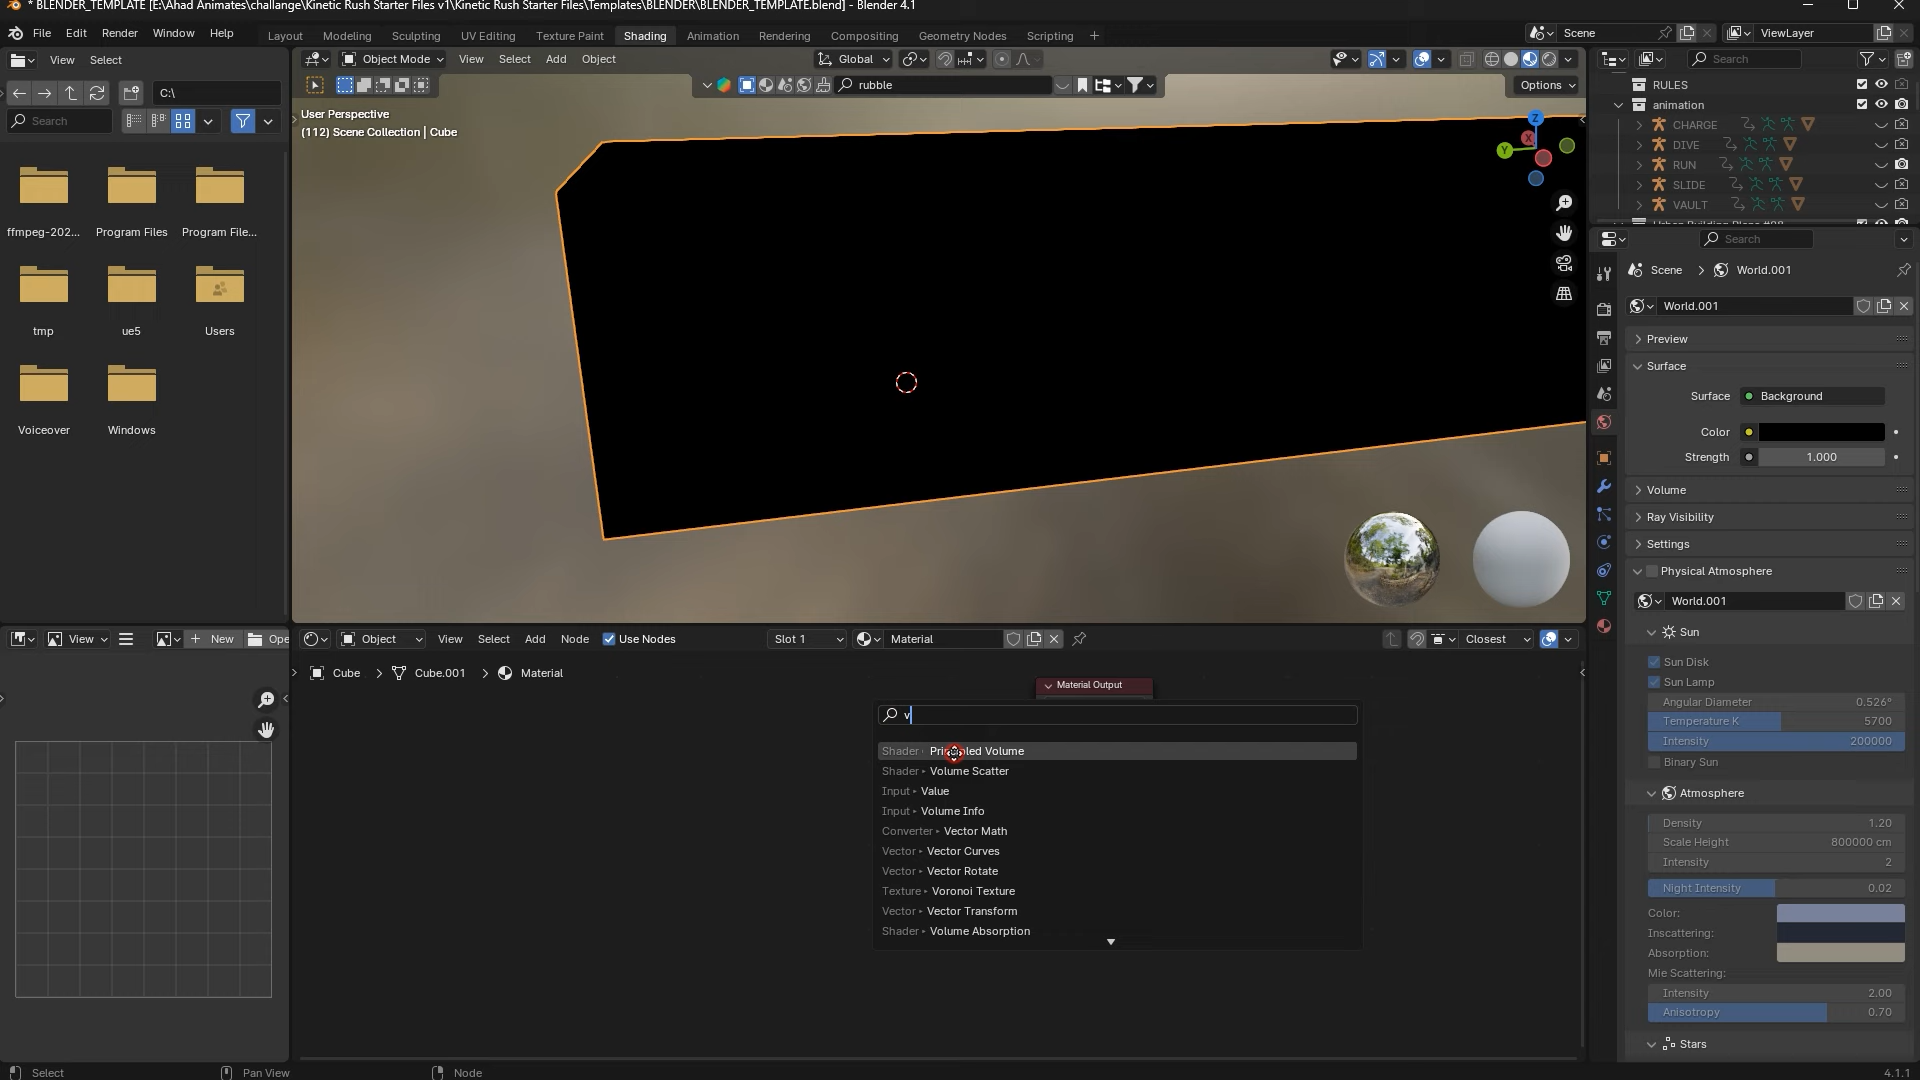 * BLENDER_TEMPLATE [E:\Ahad Animates\challange\Kinetic Rush Starter Files v1\Kinetic Rush Starter Files\Templates\BLENDER\BLENDER_TEMPLATE.blend] - Blender 4.1
File Edit Render Window Help
Layout Modeling Sculpting UV Editing Texture Paint Shading Animation Rendering Compositing Geometry Nodes Scripting +
Scene
ViewLayer
View Select
C:\
Search
ffmpeg-202... Program Files Program File...
tmp ue5 Users
Voiceover Windows
Object Mode View Select Add Object
Global
rubble
Options
User Perspective
(112) Scene Collection | Cube
Z
X
Y
Search
RULES
animation
CHARGE
DIVE
RUN
SLIDE
VAULT
Search
Scene > World.001
World.001
Preview
Surface
Surface Background
Color
Strength 1.000
Volume
Ray Visibility
Settings
Physical Atmosphere
World.001
Sun
Sun Disk
Sun Lamp
Angular Diameter 0.526°
Temperature K 5700
Intensity 200000
Binary Sun
Atmosphere
Density 1.20
Scale Height 800000 cm
Intensity 2
Night Intensity 0.02
Color:
Inscattering:
Absorption:
Mie Scattering:
Intensity 2.00
Anisotropy 0.70
Stars
View + New Ope
Object View Select Add Node Use Nodes Slot 1 Material Closest
Cube > Cube.001 > Material
Material Output
v
Shader Volume
Shader Volume Scatter
Input Value
Input Volume Info
Converter Vector Math
Vector Vector Curves
Vector Vector Rotate
Texture Voronoi Texture
Vector Vector Transform
Shader Volume Absorption
Select Pan View Node 4.1.1